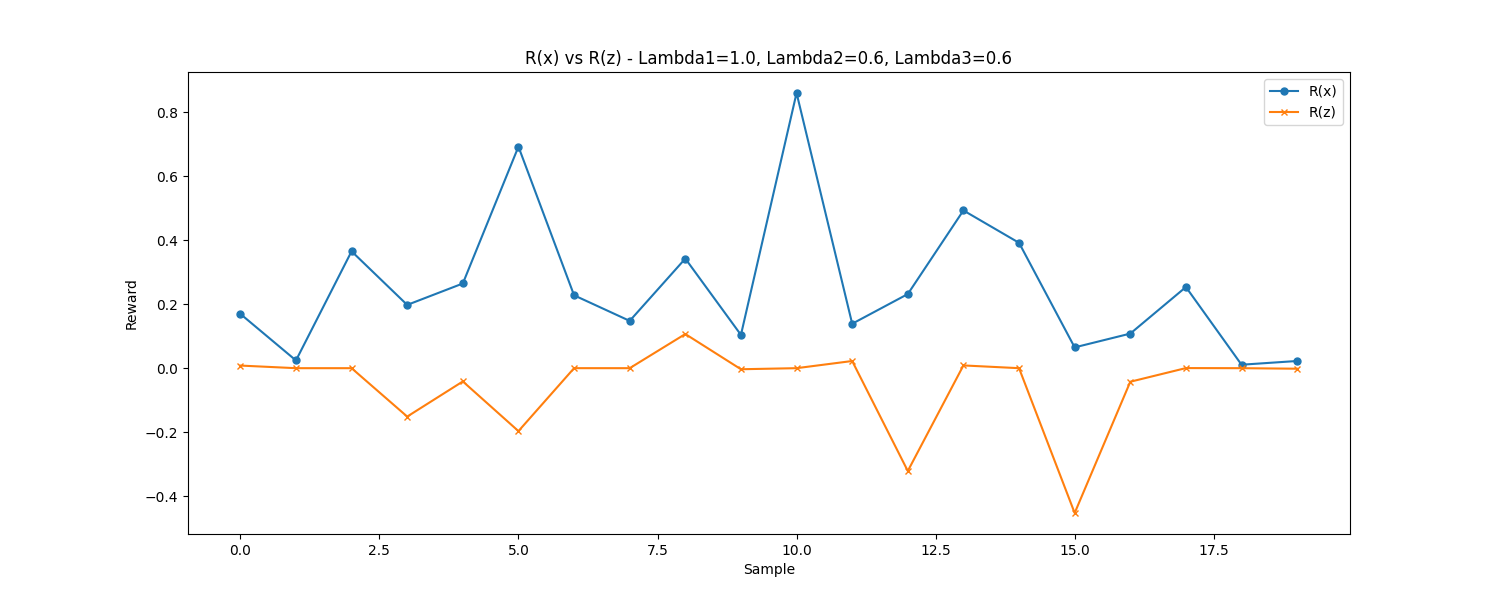 R(x) vs R(z) - Lambda1=1.0, Lambda2=0.6, Lambda3=0.6
R(x)
R(z)
0.8
0.6
0.4
0.2
0.0
−0.2
−0.4
Reward
0.0 2.5 5.0 7.5 10.0 12.5 15.0 17.5
Sample